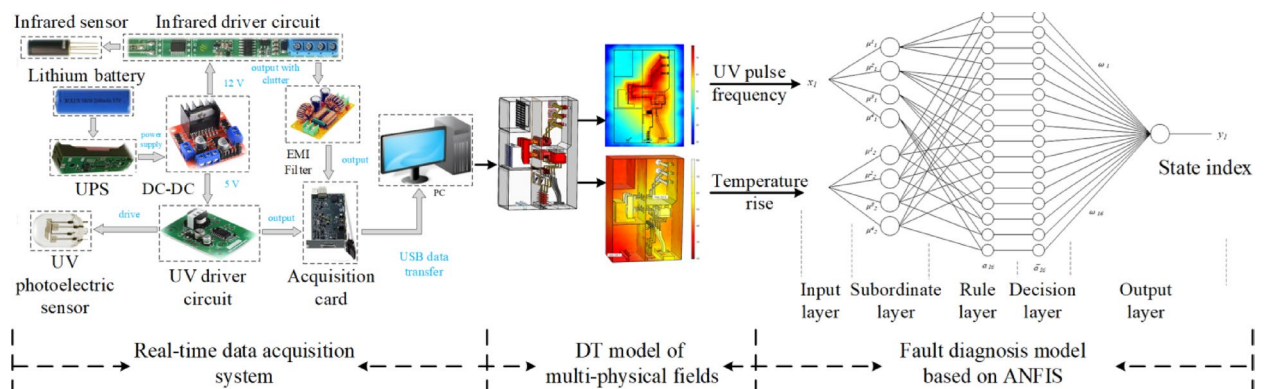 Infrared sensor
Infrared driver circuit
Lithium battery
12 V
output with
clutter
power
supply
EMI
Filter
output
PC
UPS
DC-DC
5 V
drive
output
UV
photoelectric
sensor
UV driver
circuit
Acquisition
card
USB data
transfer
UV pulse
frequency
Temperature
rise
x₁
μ¹₂
μ²₂
ω₁
ω₁₆
y₁
State index
Input
layer
Subordinate
layer
Rule
layer
Decision
layer
Output
layer
Real-time data acquisition
system
DT model of
multi-physical fields
Fault diagnosis model
based on ANFIS